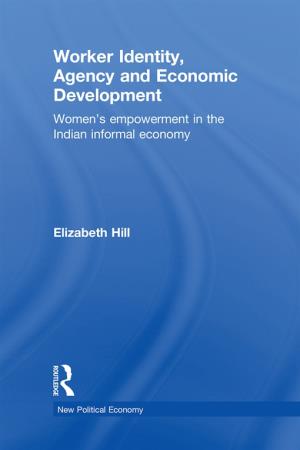 Worker Identity,
Agency and Economic
Development
Women's empowerment in the
Indian informal economy
Elizabeth Hill
ROUTLEDGE
New Political Economy